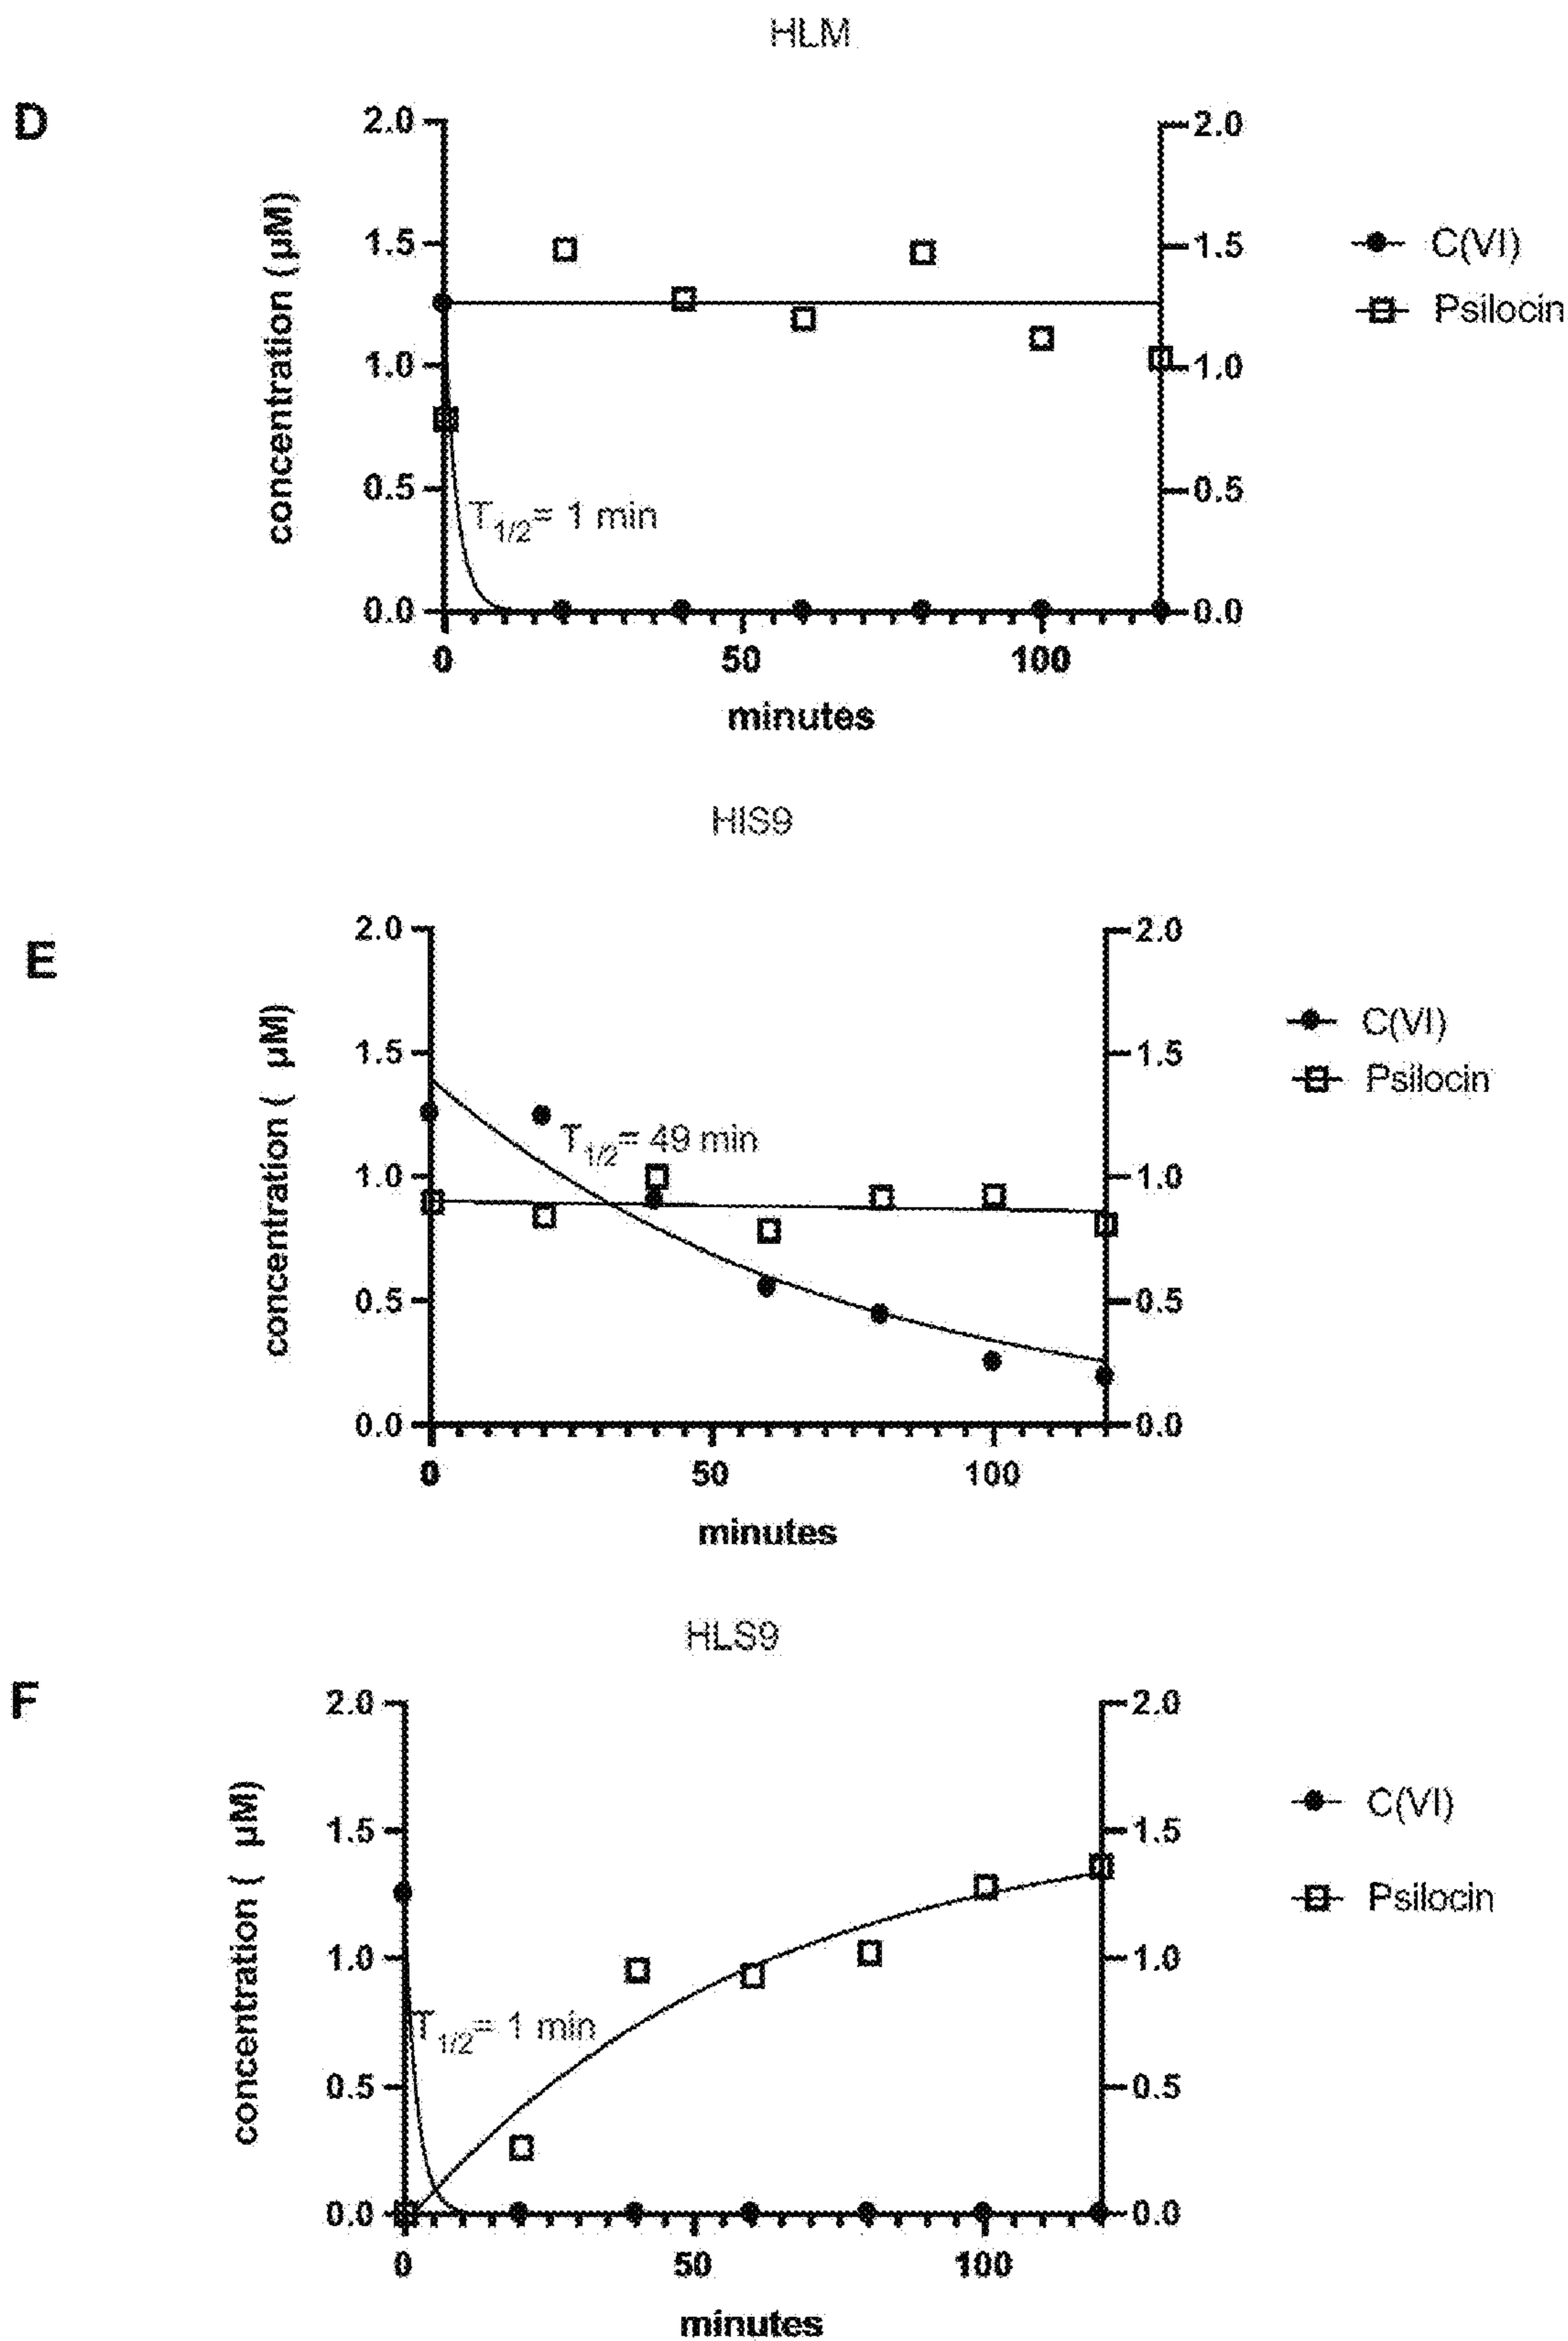 HLM
D
2.0
2.0
1.5
1.5
C(VI)
Psilocin
1.0
1.0
concentration (µM)
0.5
0.5
T1/2= 1 min
0.0
0.0
0
50
100
minutes
HIS9
E
2.0
2.0
1.5
1.5
C(VI)
Psilocin
T1/2= 49 min
1.0
1.0
concentration ( µM)
0.5
0.5
0.0
0.0
0
50
100
minutes
HLS9
F
2.0
2.0
1.5
1.5
C(VI)
Psilocin
1.0
1.0
concentration ( µM)
T1/2= 1 min
0.5
0.5
0.0
0.0
0
50
100
minutes